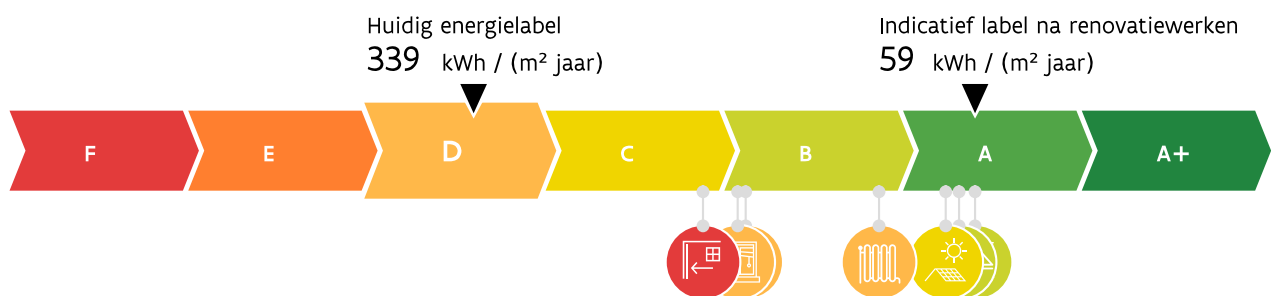 Huidig energielabel
339 kWh / (m² jaar)
Indicatief label na renovatiewerken
59 kWh / (m² jaar)
F
E
D
C
B
A
A+